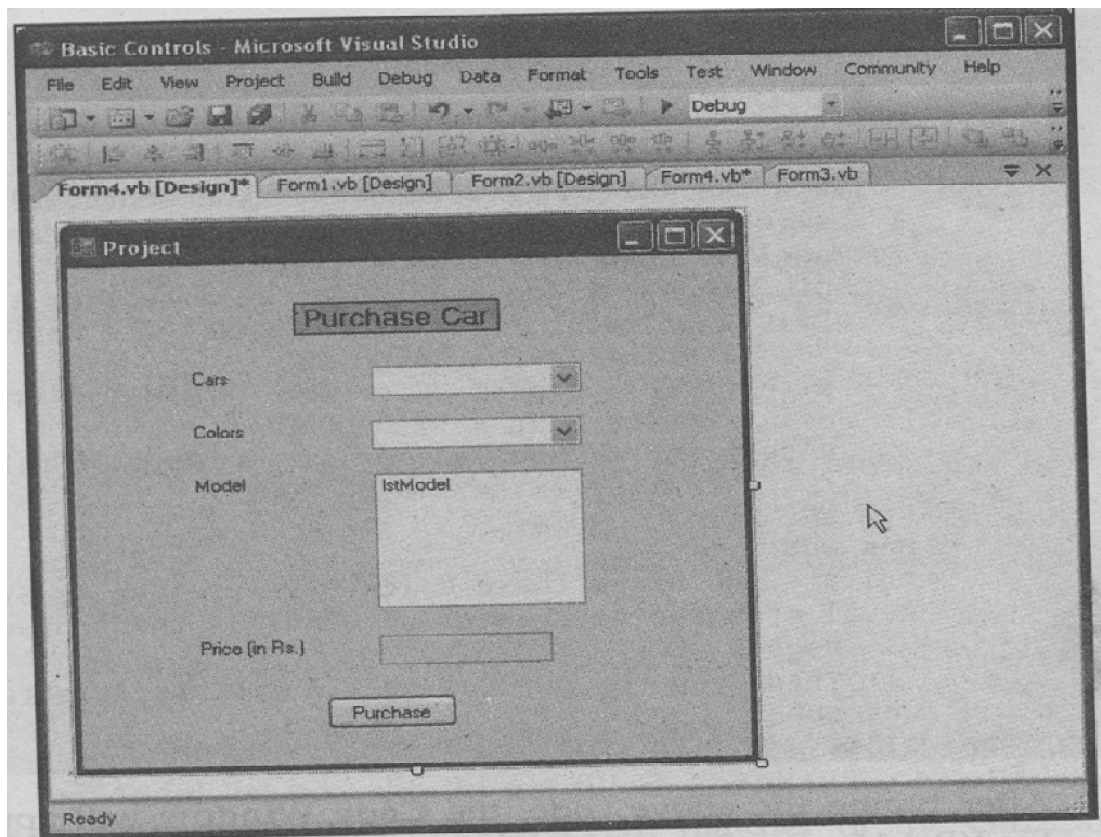 Basic Controls - Microsoft Visual Studio
File Edit View Project Build Debug Data Format Tools Test Window Community Help
Debug
Form4.vb [Design]* Form1.vb [Design] Form2.vb [Design] Form4.vb* Form3.vb
Project
Purchase Car
Cars
Colors
Model
lstModel
Price (in Rs.)
Purchase
Ready